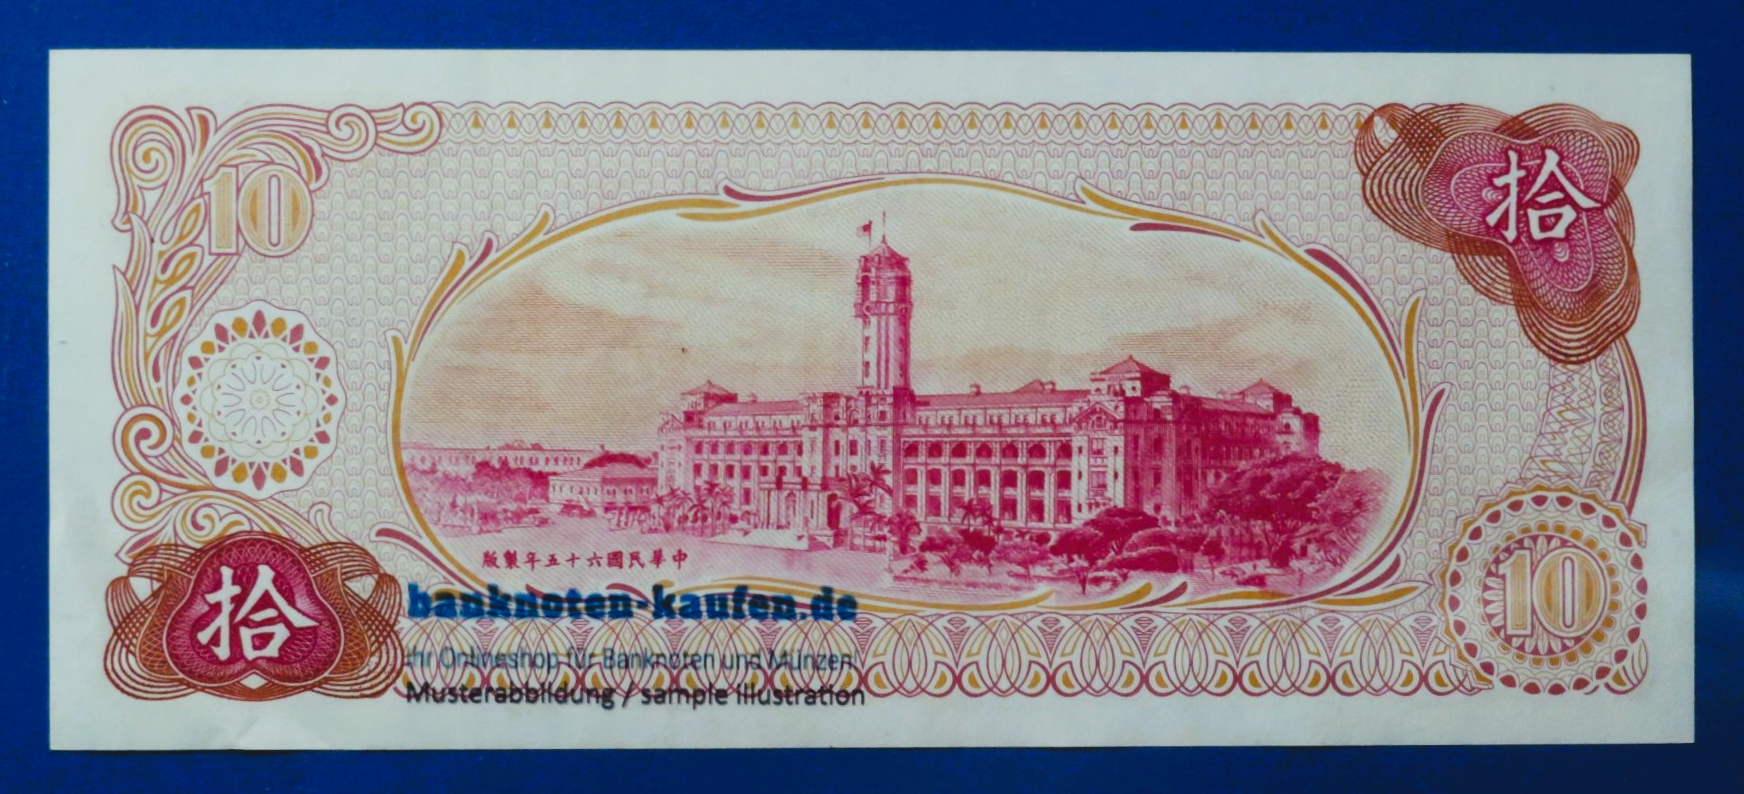 10
拾
中華民國六十五年製版
banknoten-kaufen.de
Ihr Onlineshop für Banknoten und Münzen
Musterabbildung / sample illustration
拾
10